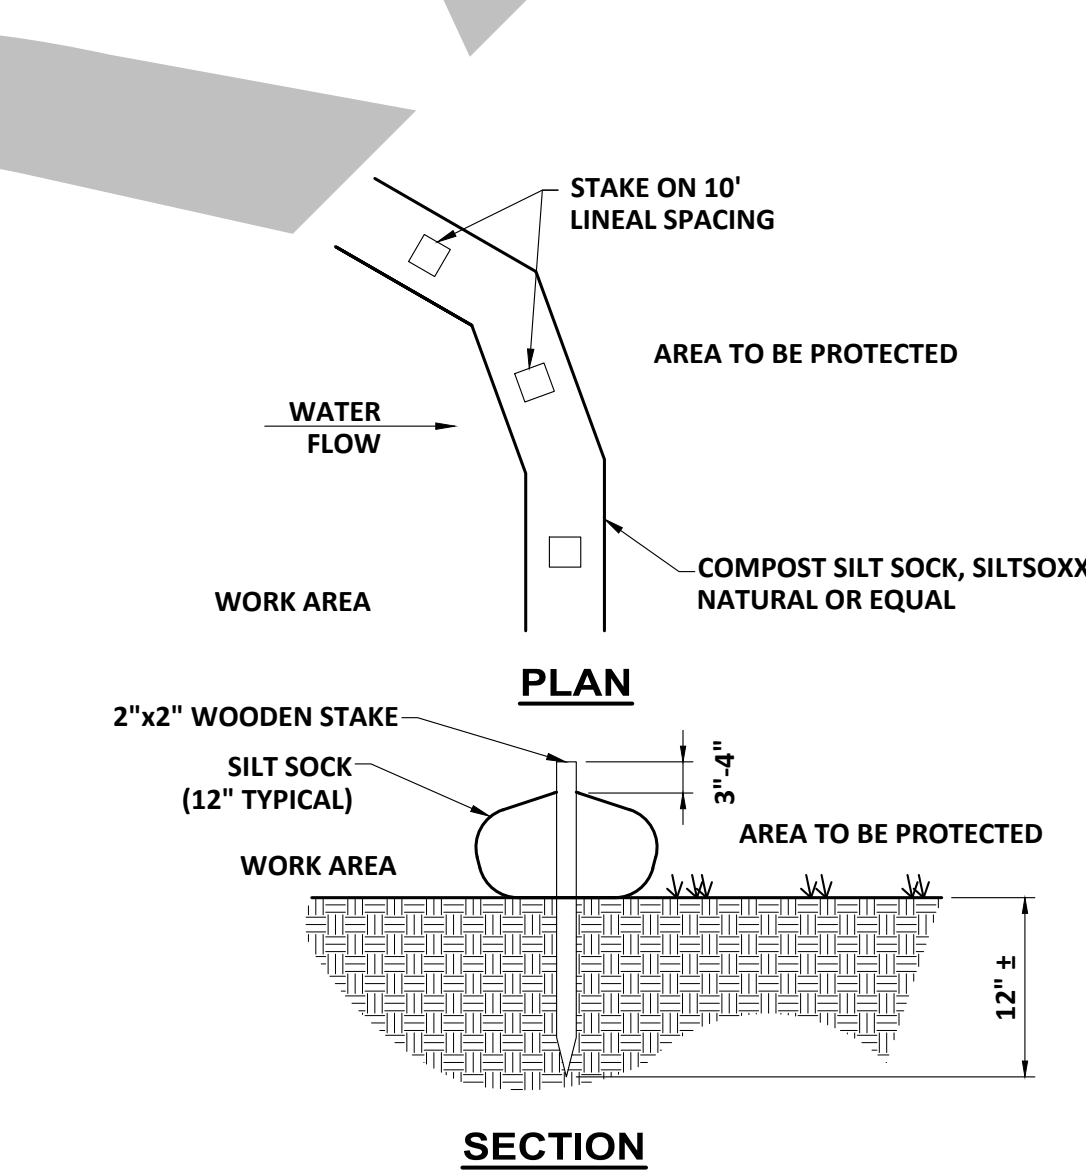 STAKE ON 10'
LINEAL SPACING
AREA TO BE PROTECTED
WATER
FLOW
COMPOST SILT SOCK, SILTSOXX
NATURAL OR EQUAL
WORK AREA
PLAN
2"x2" WOODEN STAKE
SILT SOCK
(12" TYPICAL)
3"-4"
AREA TO BE PROTECTED
WORK AREA
12" ±
SECTION